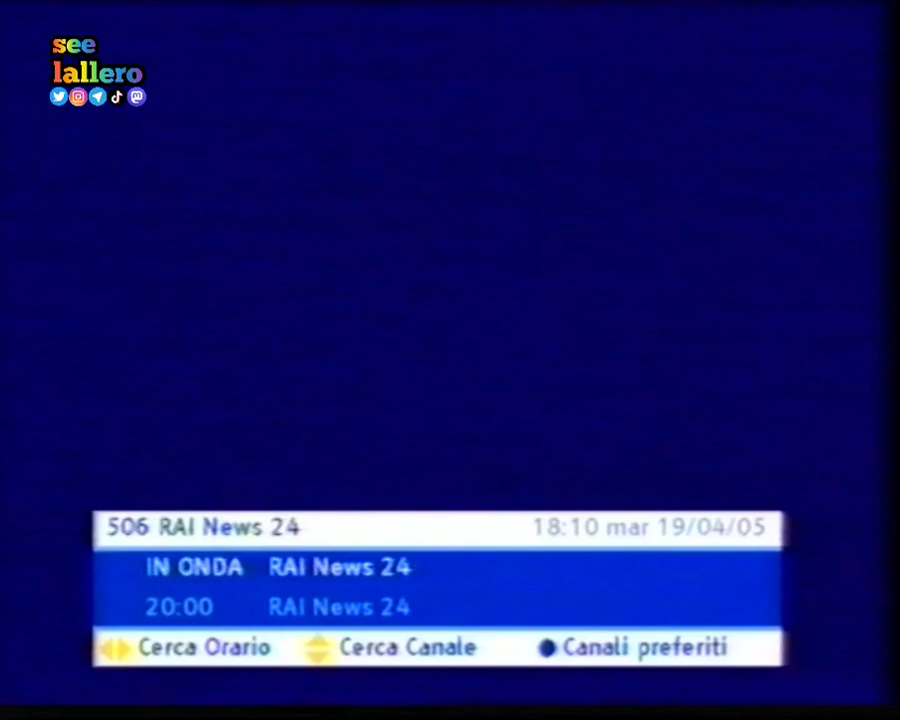 see
lallero
506 RAI News 24 18:10 mar 19/04/05
IN ONDA RAI News 24
20:00 RAI News 24
Cerca Orario Cerca Canale Canali preferiti